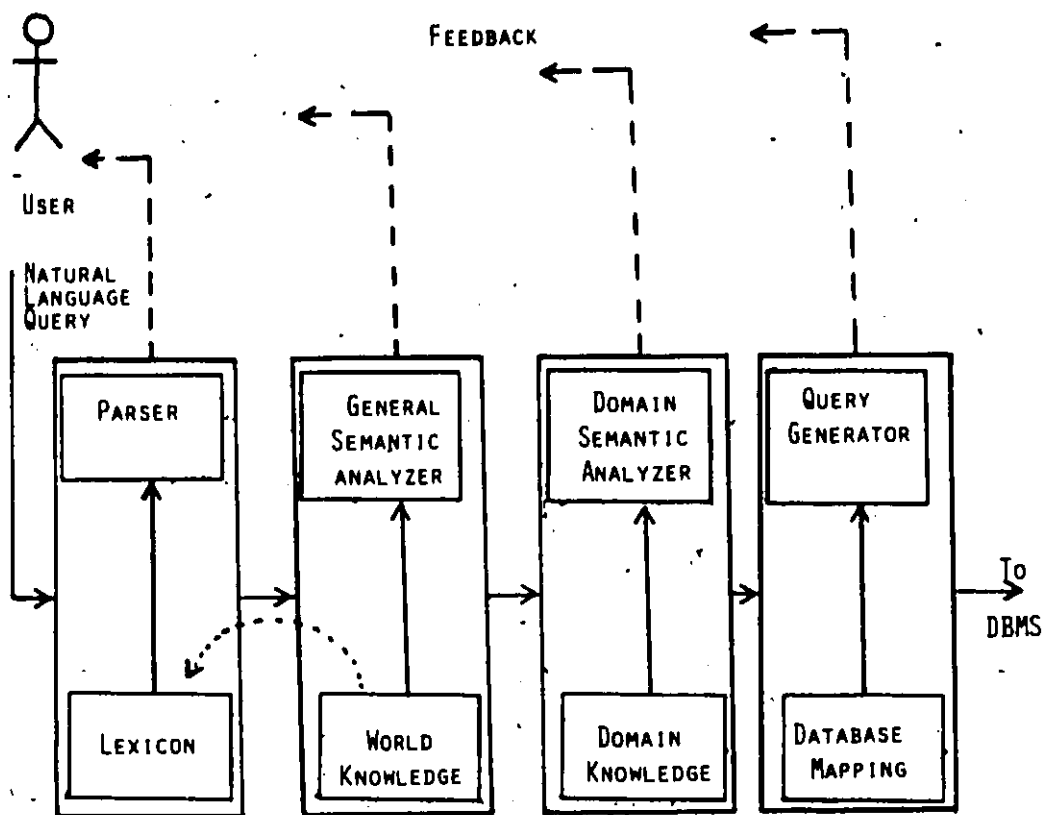 FEEDBACK
USER
NATURAL
LANGUAGE
QUERY
PARSER
GENERAL
SEMANTIC
ANALYZER
DOMAIN
SEMANTIC
ANALYZER
QUERY
GENERATOR
TO
DBMS
LEXICON
WORLD
KNOWLEDGE
DOMAIN
KNOWLEDGE
DATABASE
MAPPING